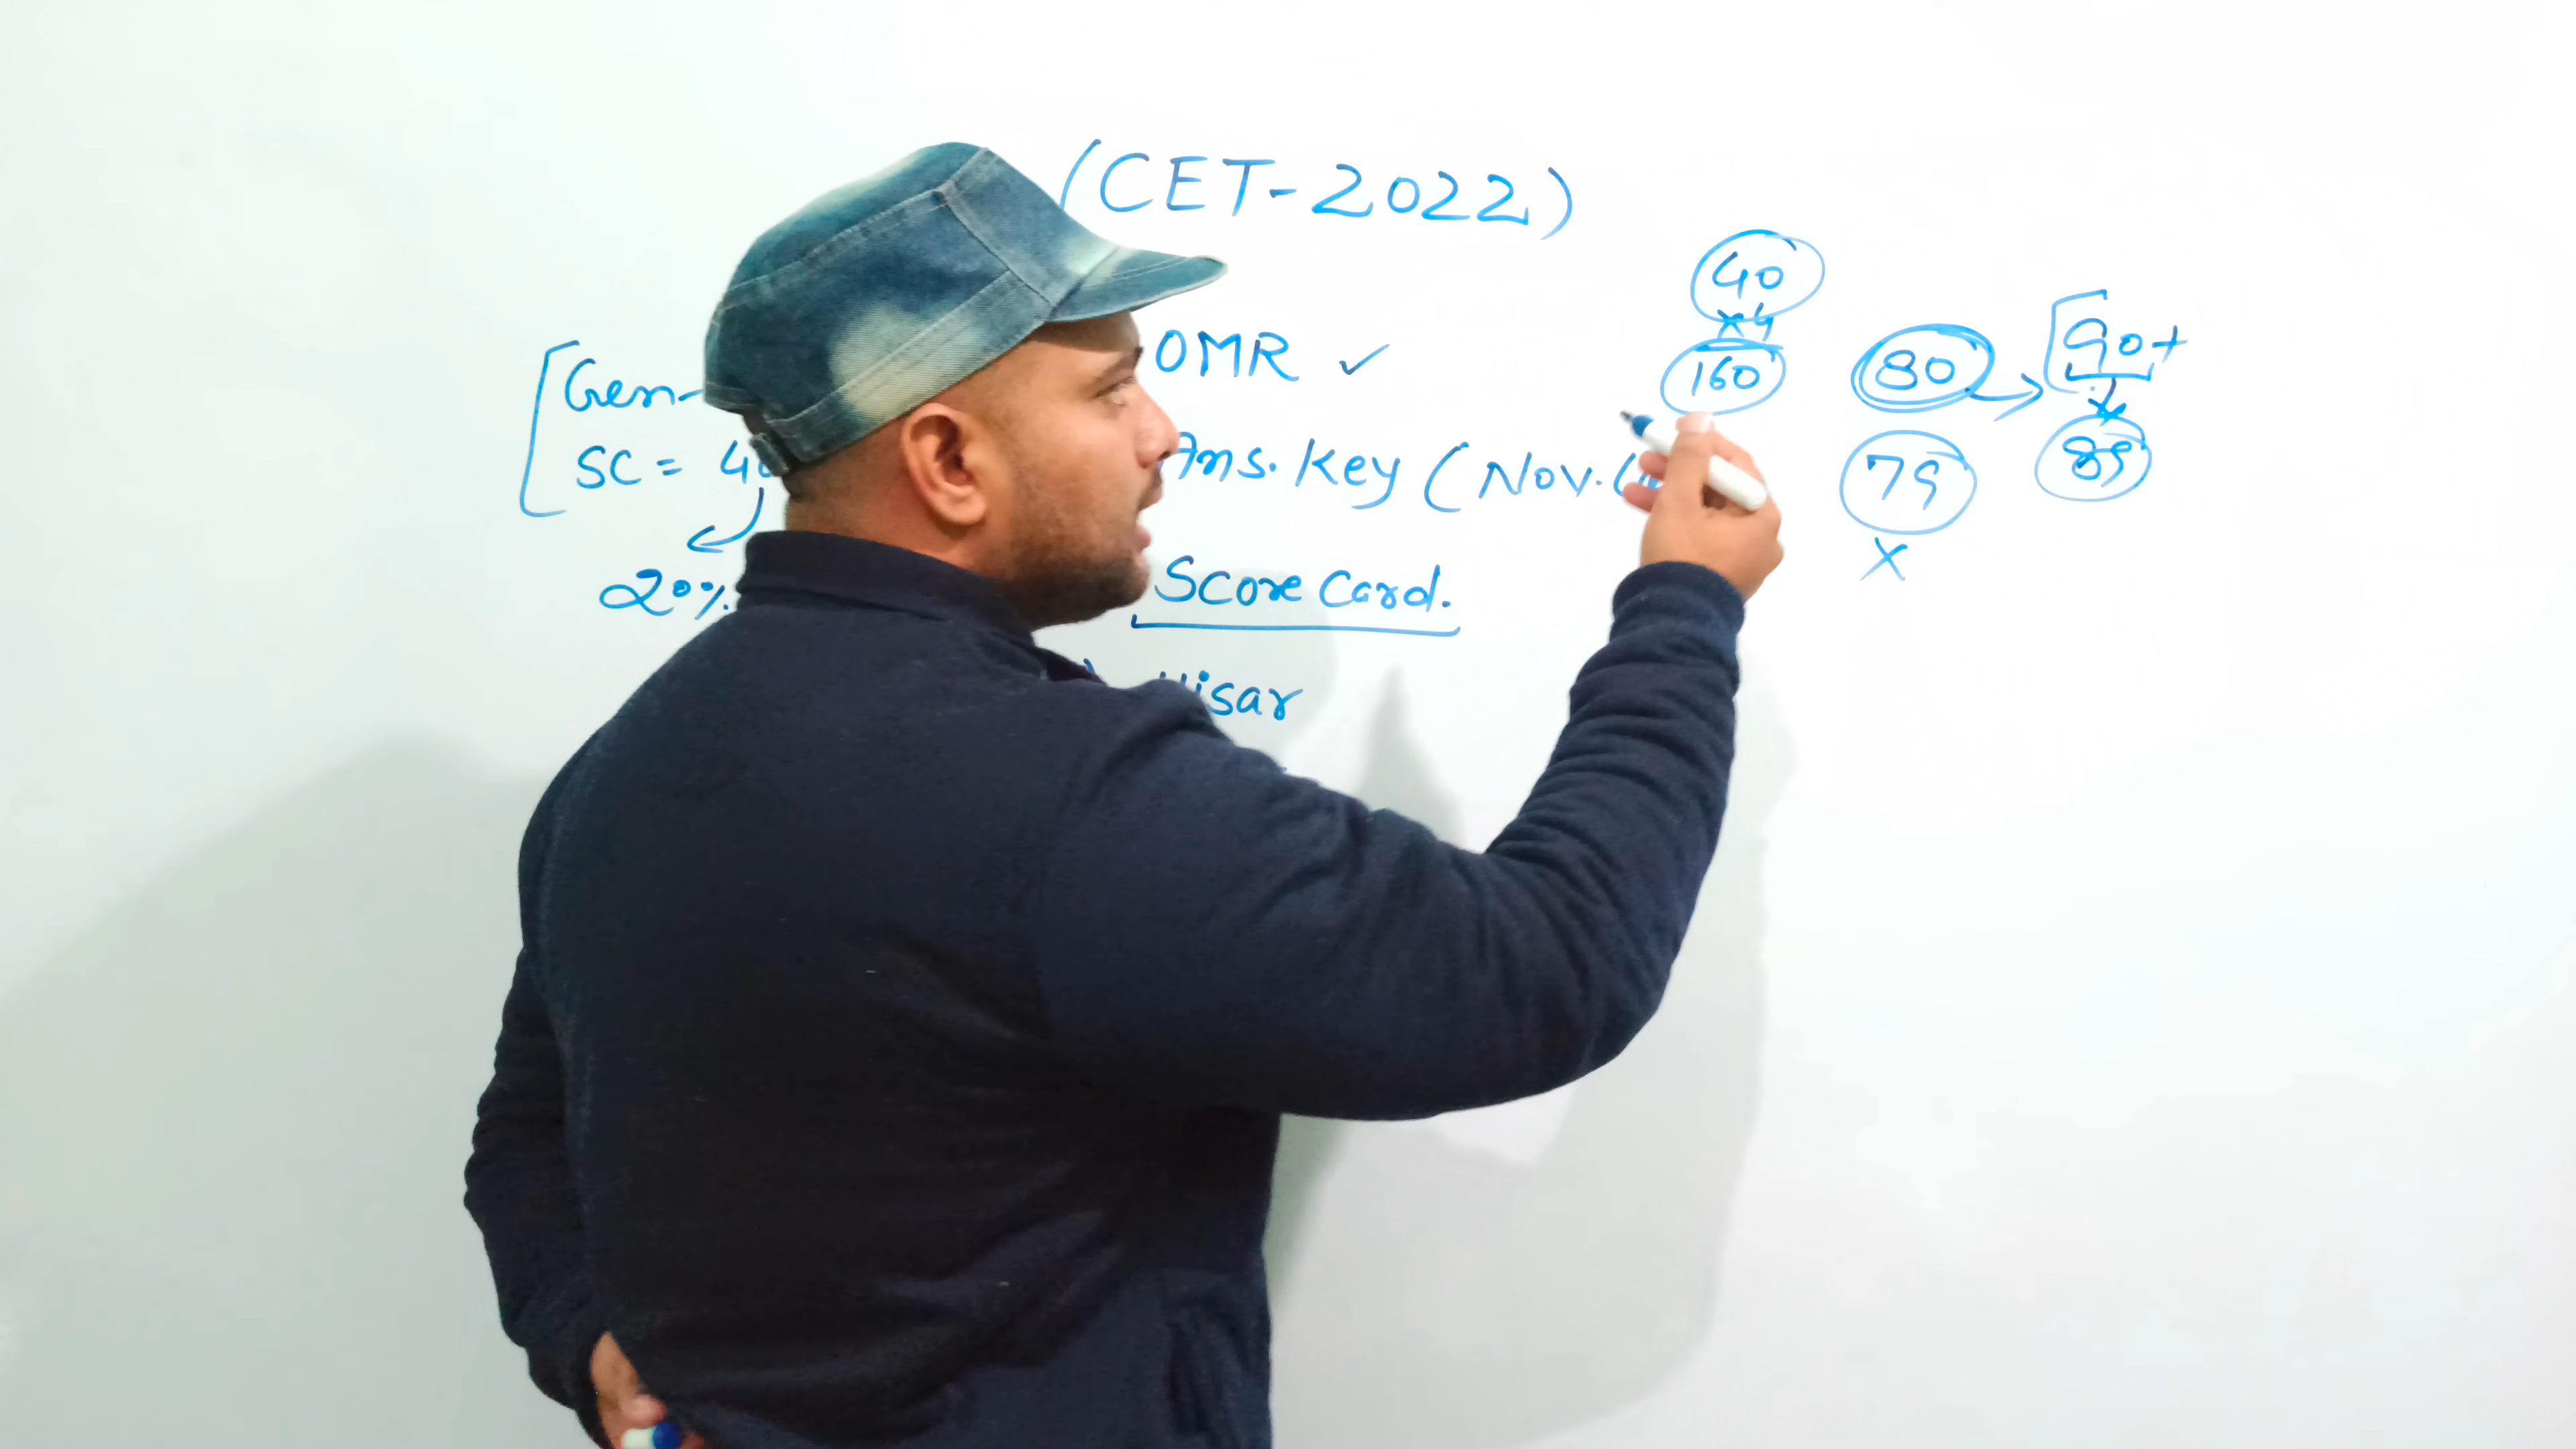 (CET-2022)
40
×4
160
80
90+
79
×
89
OMR ✓
Gen-
SC = 40
20%
Ans. Key (Nov.
Score Card.
Hisar